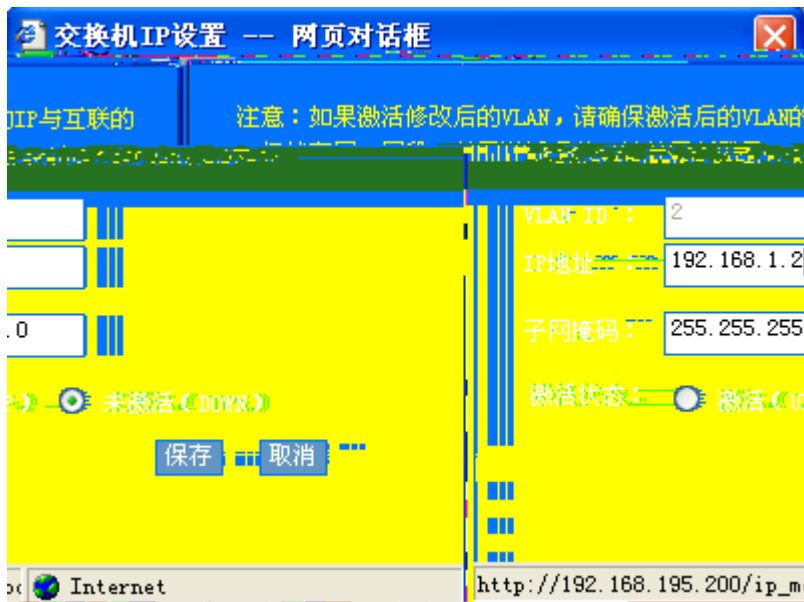 交换机IP设置 -- 网页对话框
IP与互联的
注意：如果激活修改后的VLAN，请确保激活后的VLAN的
VLAN ID ： 2
IP地址 ： 192.168.1.2
.0
子网掩码： 255.255.255
未激活（DOWN）
激活状态： 激活（U
保存 取消
Internet
http://192.168.195.200/ip_m